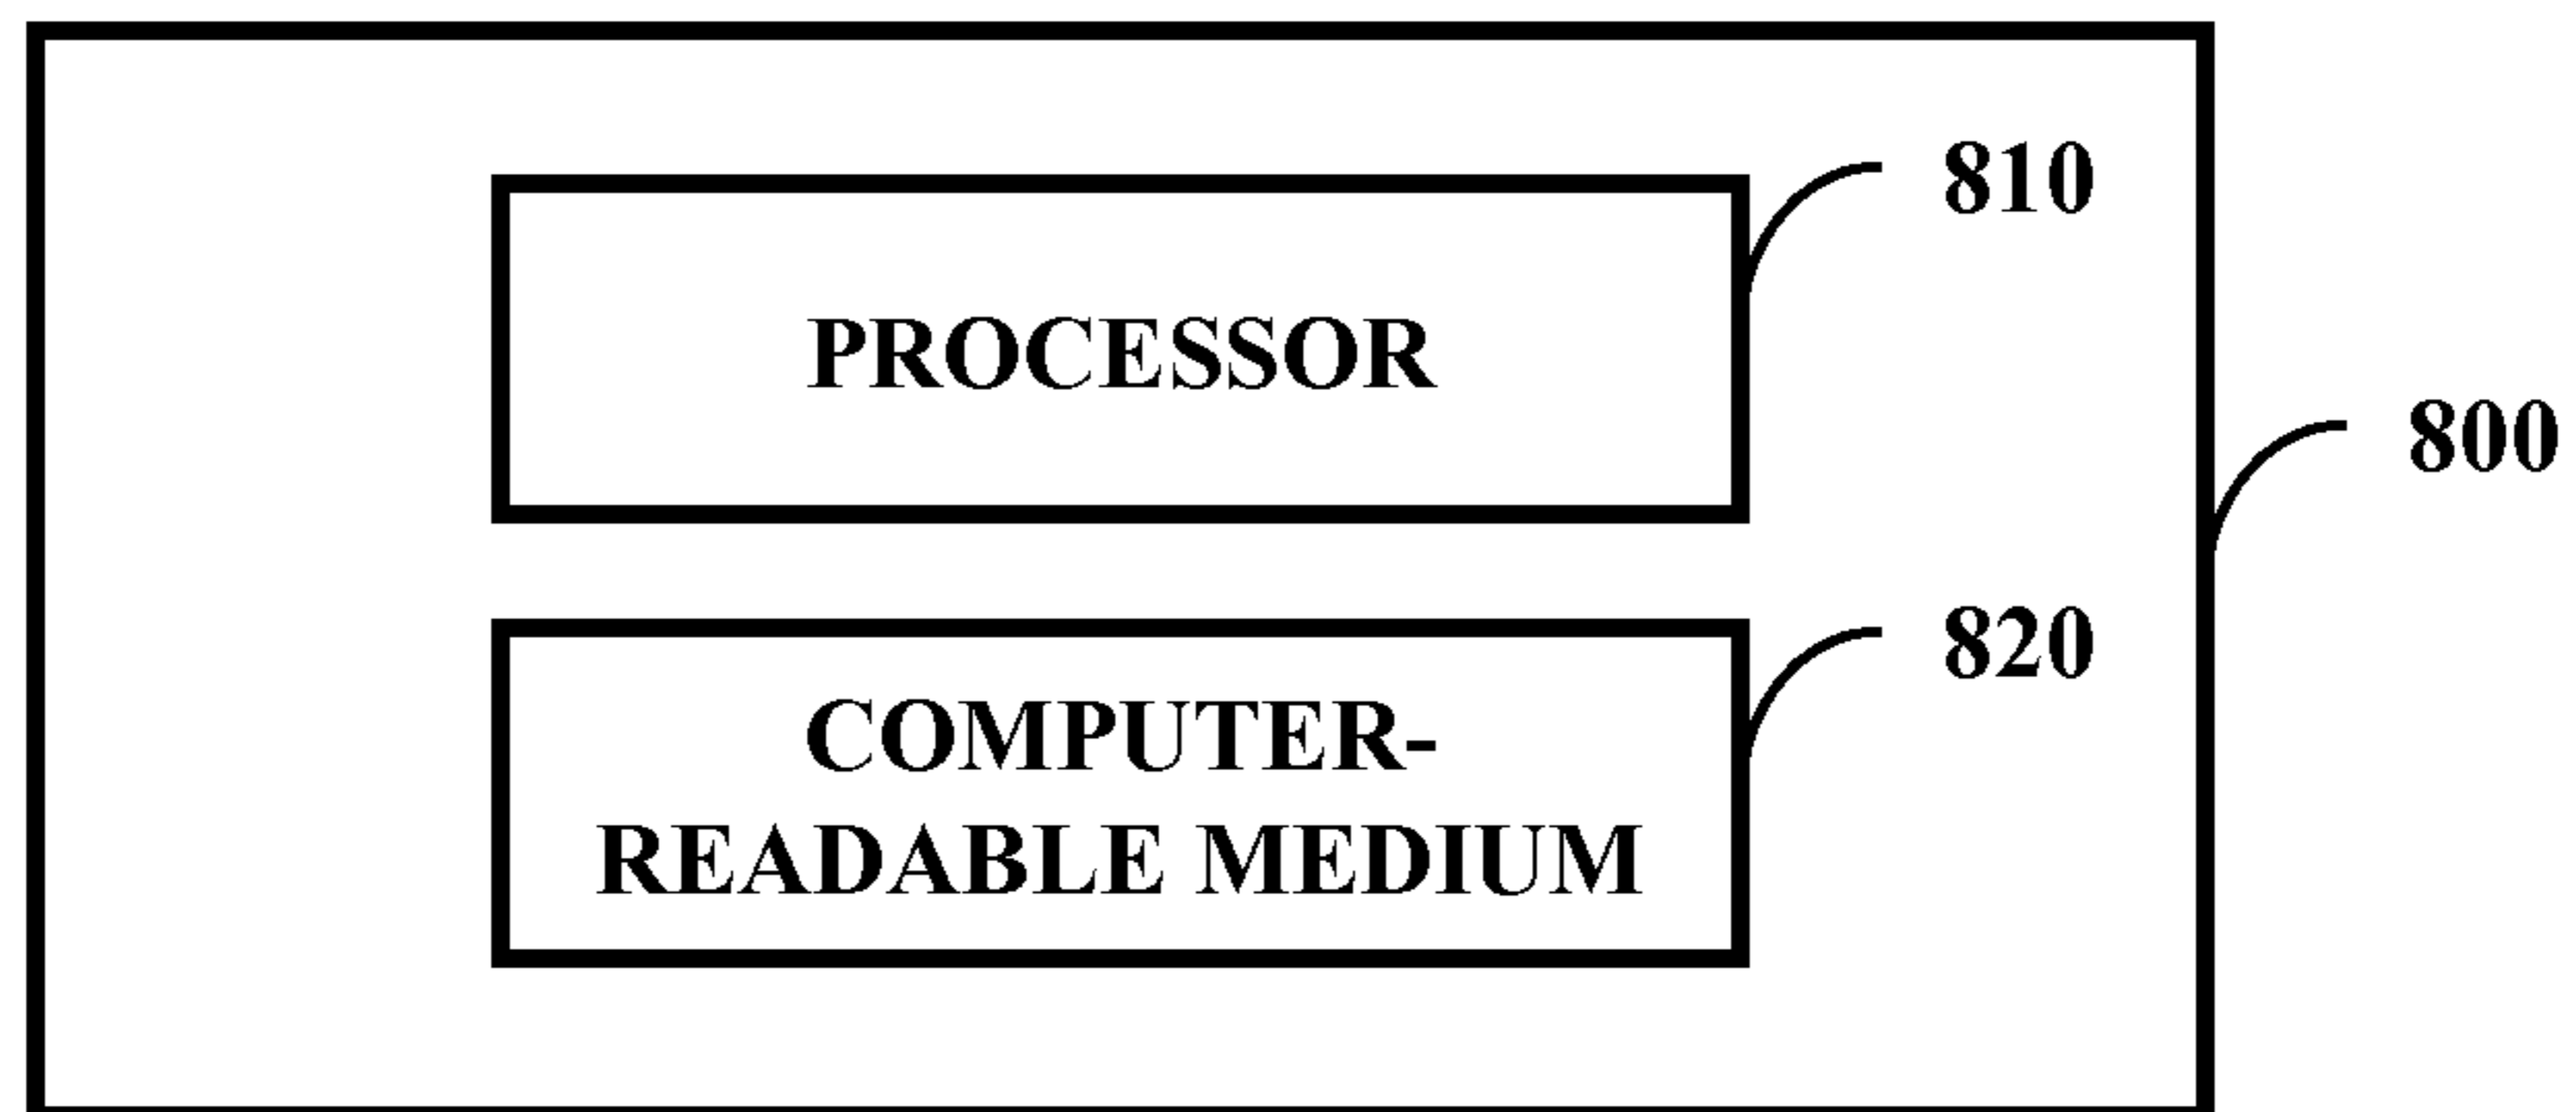 810
PROCESSOR
800
820
COMPUTER-
READABLE MEDIUM